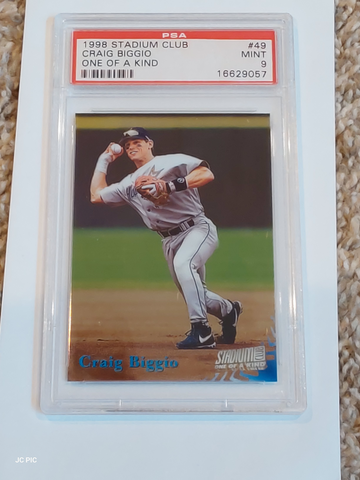 PSA
1998 STADIUM CLUB #49
CRAIG BIGGIO MINT
ONE OF A KIND 9
16629057
Craig Biggio
STADIUM
ONE OF A KIND
JC PIC